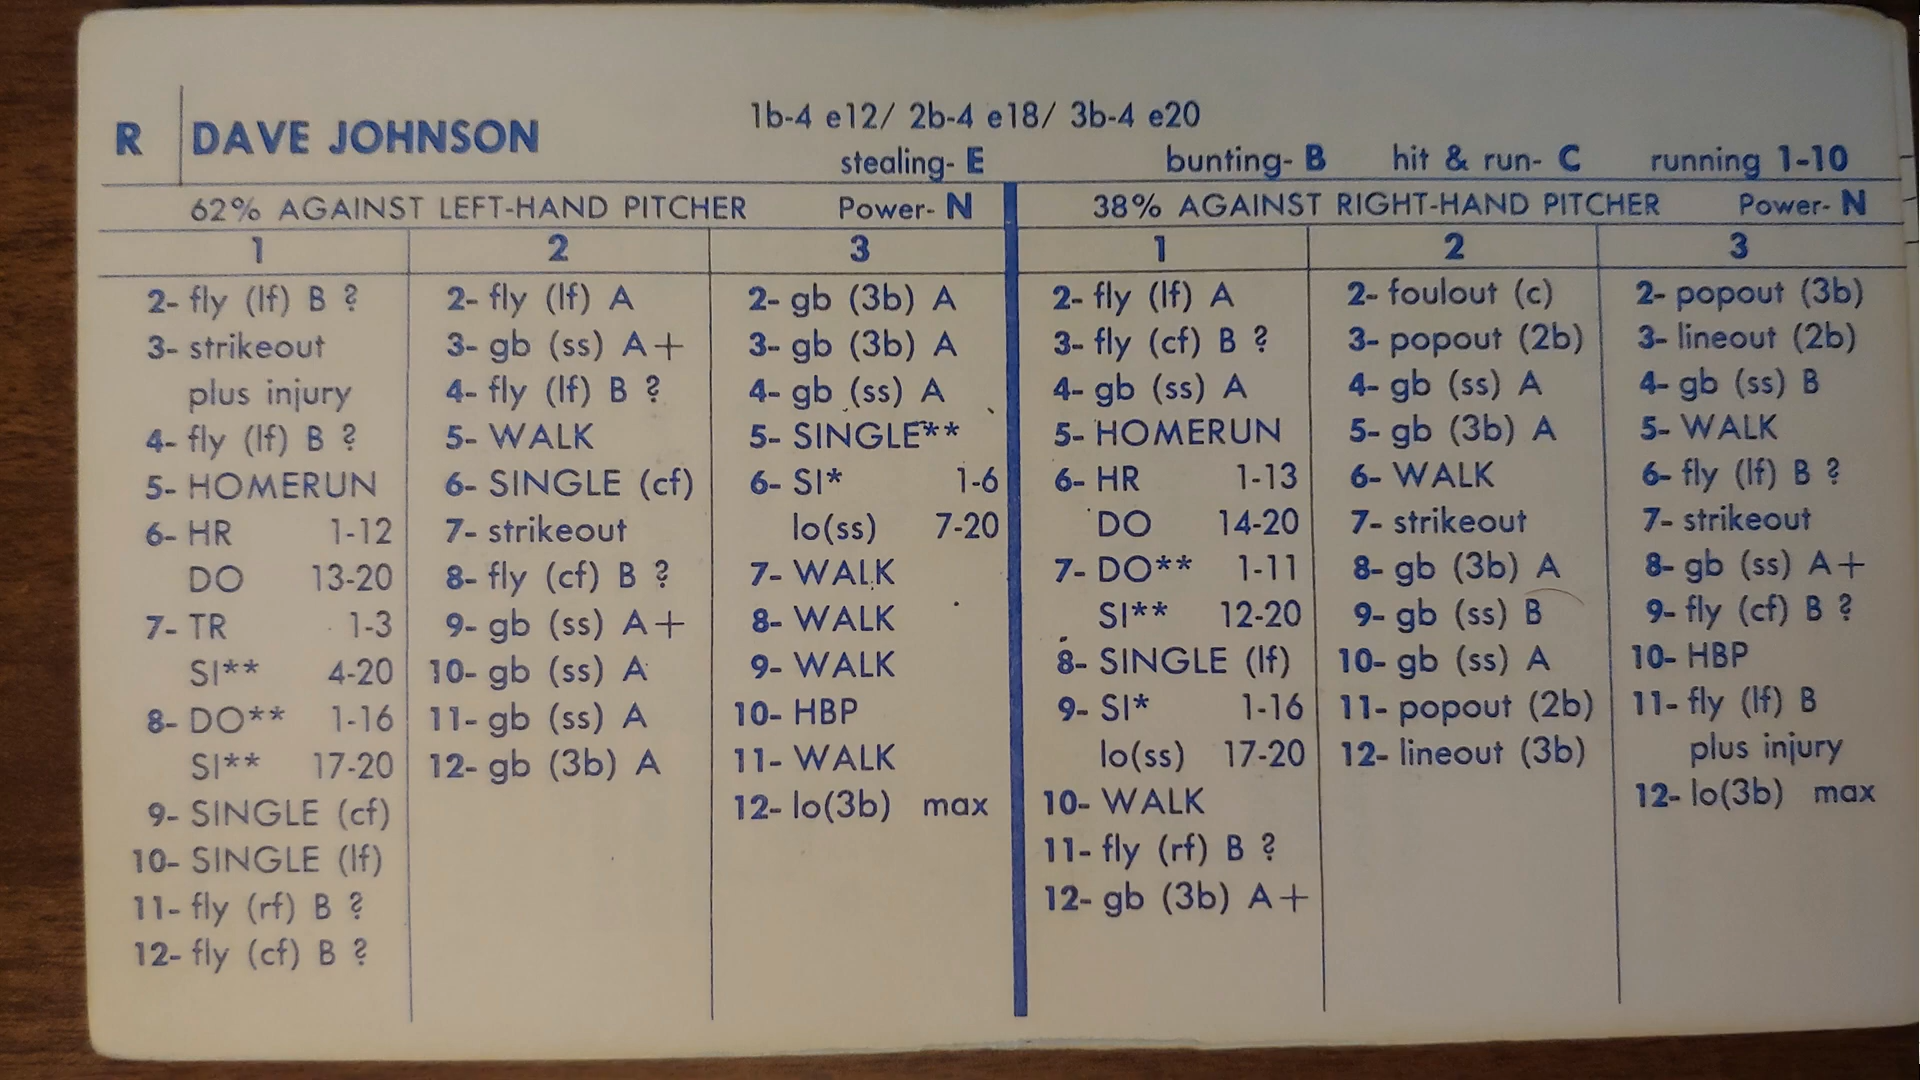 R DAVE JOHNSON
1b-4 e12/ 2b-4 e18/ 3b-4 e20
stealing- E bunting- B hit & run- C running 1-10
62% AGAINST LEFT-HAND PITCHER Power- N
1 2 3
2- fly (lf) B ?
3- strikeout
plus injury
4- fly (lf) B ?
5- HOMERUN
6- HR 1-12
DO 13-20
7- TR 1-3
SI** 4-20
8- DO** 1-16
SI** 17-20
9- SINGLE (cf)
10- SINGLE (lf)
11- fly (rf) B ?
12- fly (cf) B ?
2- fly (lf) A
3- gb (ss) A+
4- fly (lf) B ?
5- WALK
6- SINGLE (cf)
7- strikeout
8- fly (cf) B ?
9- gb (ss) A+
10- gb (ss) A
11- gb (ss) A
12- gb (3b) A
2- gb (3b) A
3- gb (3b) A
4- gb (ss) A
5- SINGLE**
6- SI* 1-6
lo(ss) 7-20
7- WALK
8- WALK
9- WALK
10- HBP
11- WALK
12- lo(3b) max
38% AGAINST RIGHT-HAND PITCHER Power- N
1 2 3
2- fly (lf) A
3- fly (cf) B ?
4- gb (ss) A
5- HOMERUN
6- HR 1-13
DO 14-20
7- DO** 1-11
SI** 12-20
8- SINGLE (lf)
9- SI* 1-16
lo(ss) 17-20
10- WALK
11- fly (rf) B ?
12- gb (3b) A+
2- foulout (c)
3- popout (2b)
4- gb (ss) A
5- gb (3b) A
6- WALK
7- strikeout
8- gb (3b) A
9- gb (ss) B
10- gb (ss) A
11- popout (2b)
12- lineout (3b)
2- popout (3b)
3- lineout (2b)
4- gb (ss) B
5- WALK
6- fly (lf) B ?
7- strikeout
8- gb (ss) A+
9- fly (cf) B ?
10- HBP
11- fly (lf) B
plus injury
12- lo(3b) max